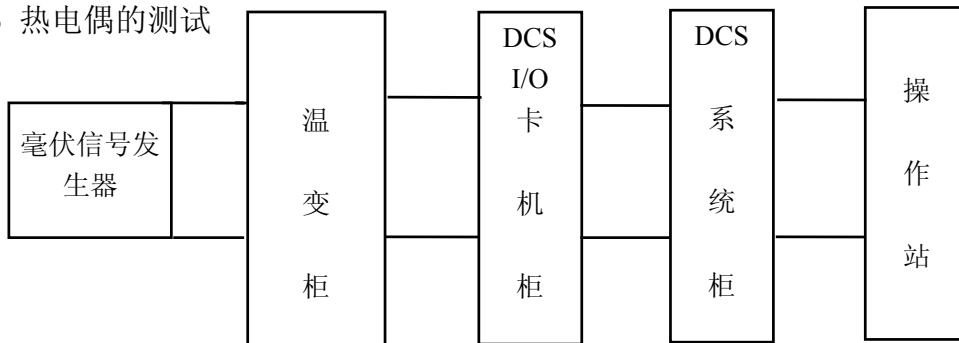 热电偶的测试
毫伏信号发
生器
温
变
柜
DCS
I/O
卡
机
柜
DCS
系
统
柜
操
作
站